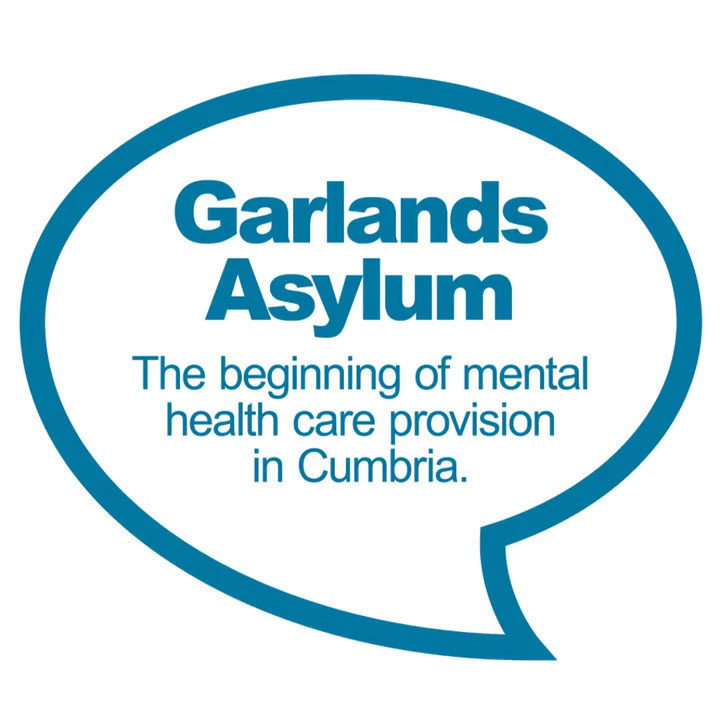 Garlands
Asylum
The beginning of mental
health care provision
in Cumbria.